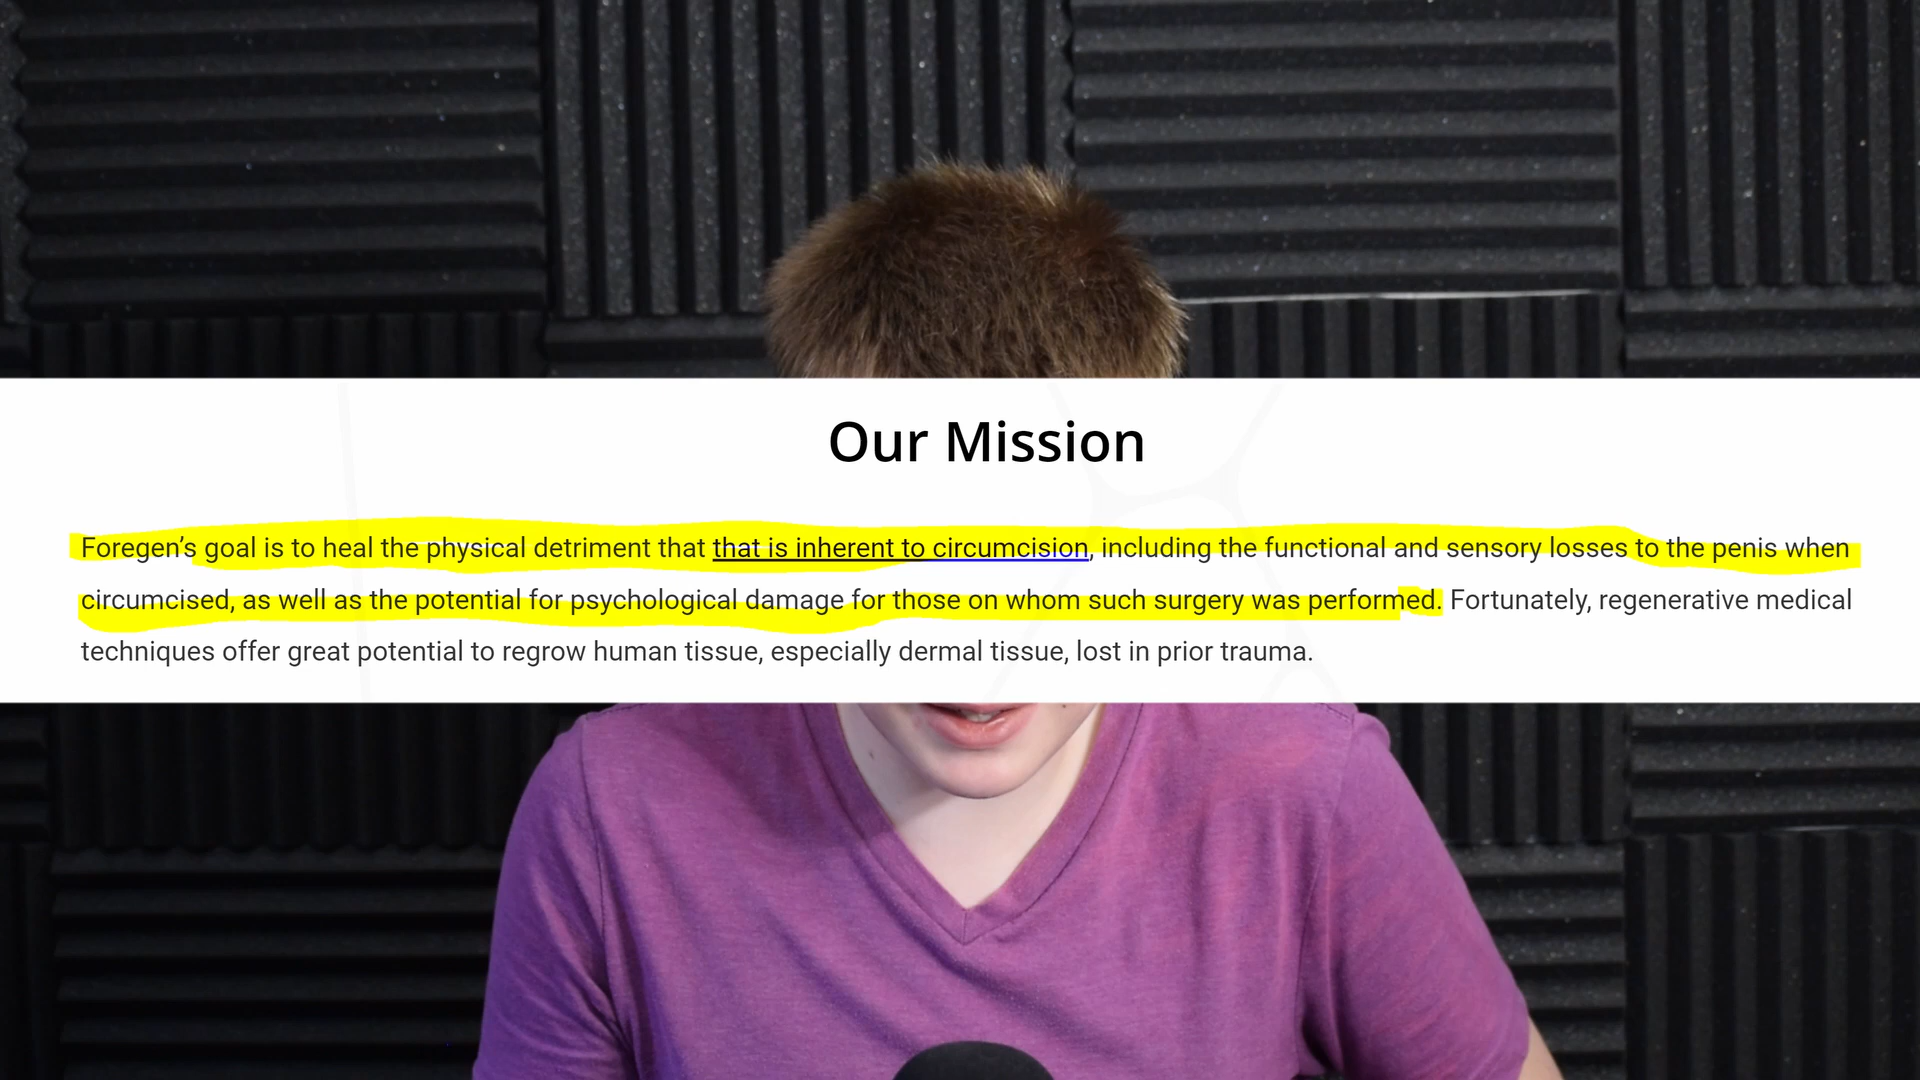 Our Mission
Foregen’s goal is to heal the physical detriment that that is inherent to circumcision, including the functional and sensory losses to the penis when
circumcised, as well as the potential for psychological damage for those on whom such surgery was performed. Fortunately, regenerative medical
techniques offer great potential to regrow human tissue, especially dermal tissue, lost in prior trauma.